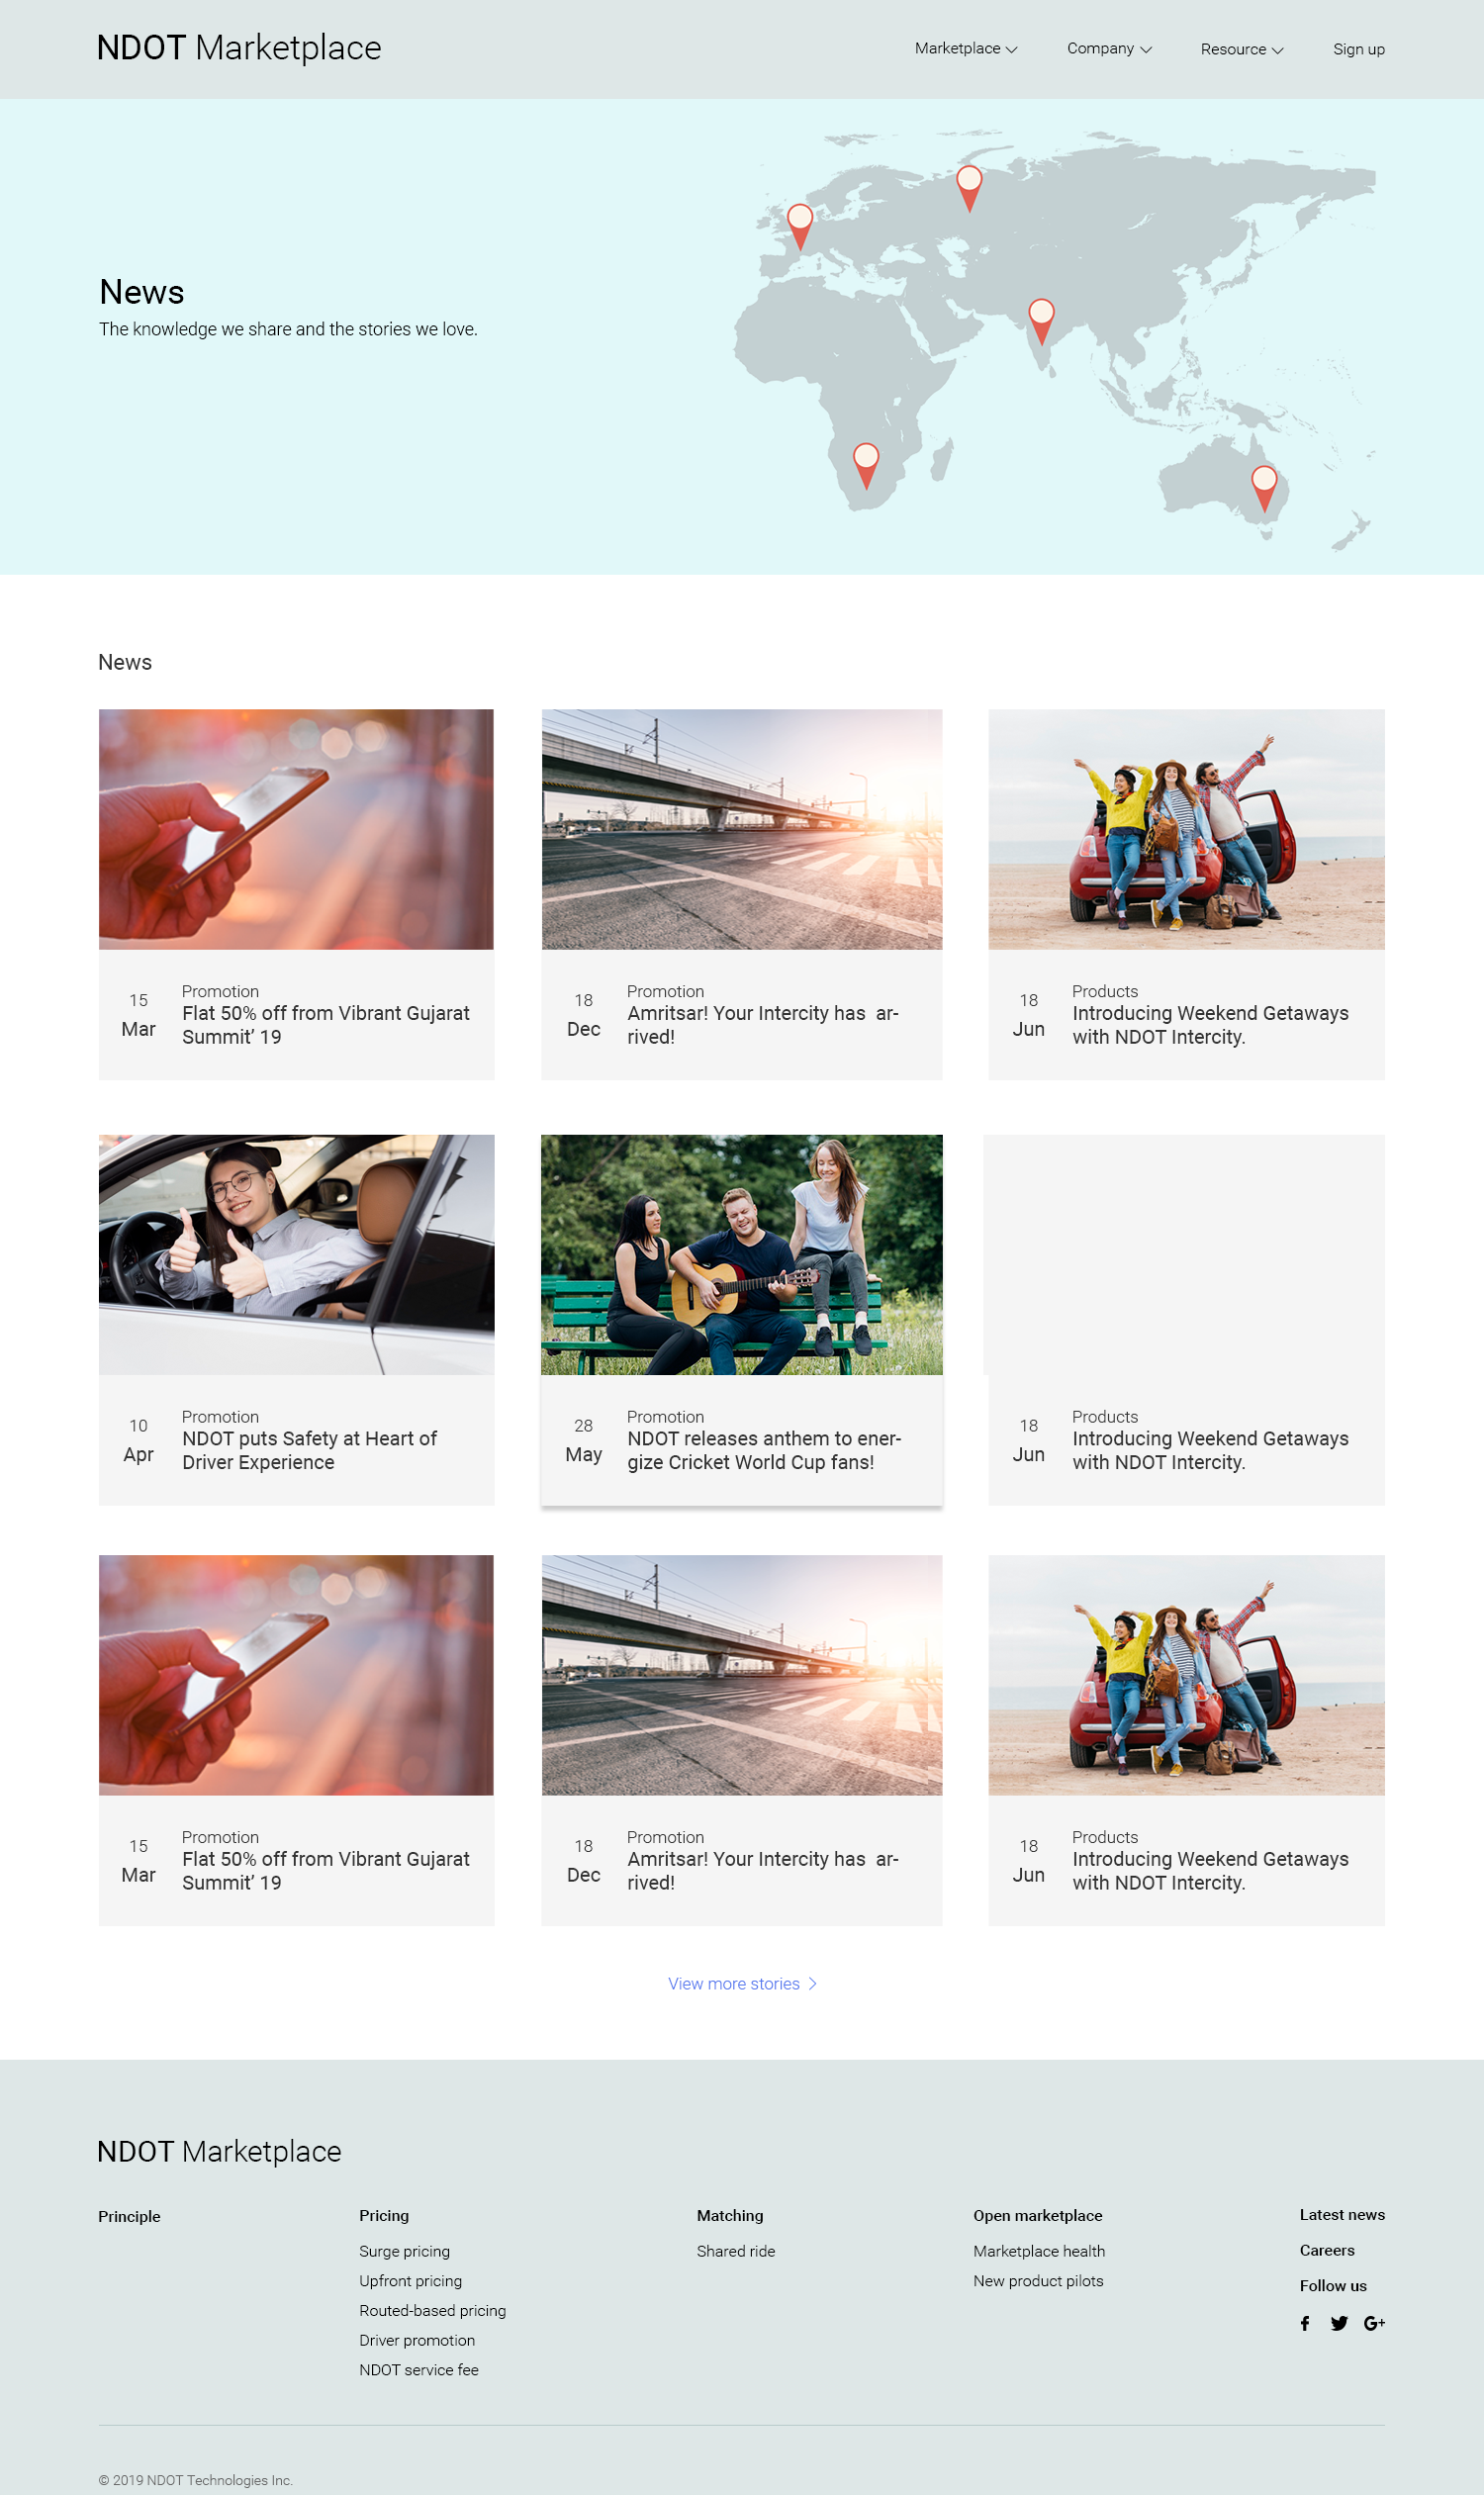 NDOT Marketplace
Marketplace
Company
Resource
Sign up
News
The knowledge we share and the stories we love.
News
15
Mar
Promotion
Flat 50% off from Vibrant Gujarat
Summit’ 19
18
Dec
Promotion
Amritsar! Your Intercity has  ar-
rived!
18
Jun
Products
Introducing Weekend Getaways
with NDOT Intercity.
10
Apr
Promotion
NDOT puts Safety at Heart of
Driver Experience
28
May
Promotion
NDOT releases anthem to ener-
gize Cricket World Cup fans!
18
Jun
Products
Introducing Weekend Getaways
with NDOT Intercity.
15
Mar
Promotion
Flat 50% off from Vibrant Gujarat
Summit’ 19
18
Dec
Promotion
Amritsar! Your Intercity has  ar-
rived!
18
Jun
Products
Introducing Weekend Getaways
with NDOT Intercity.
View more stories
NDOT Marketplace
Principle
Pricing
Surge pricing
Upfront pricing
Routed-based pricing
Driver promotion
NDOT service fee
Matching
Shared ride
Open marketplace
Marketplace health
New product pilots
Latest news
Careers
Follow us
© 2019 NDOT Technologies Inc.